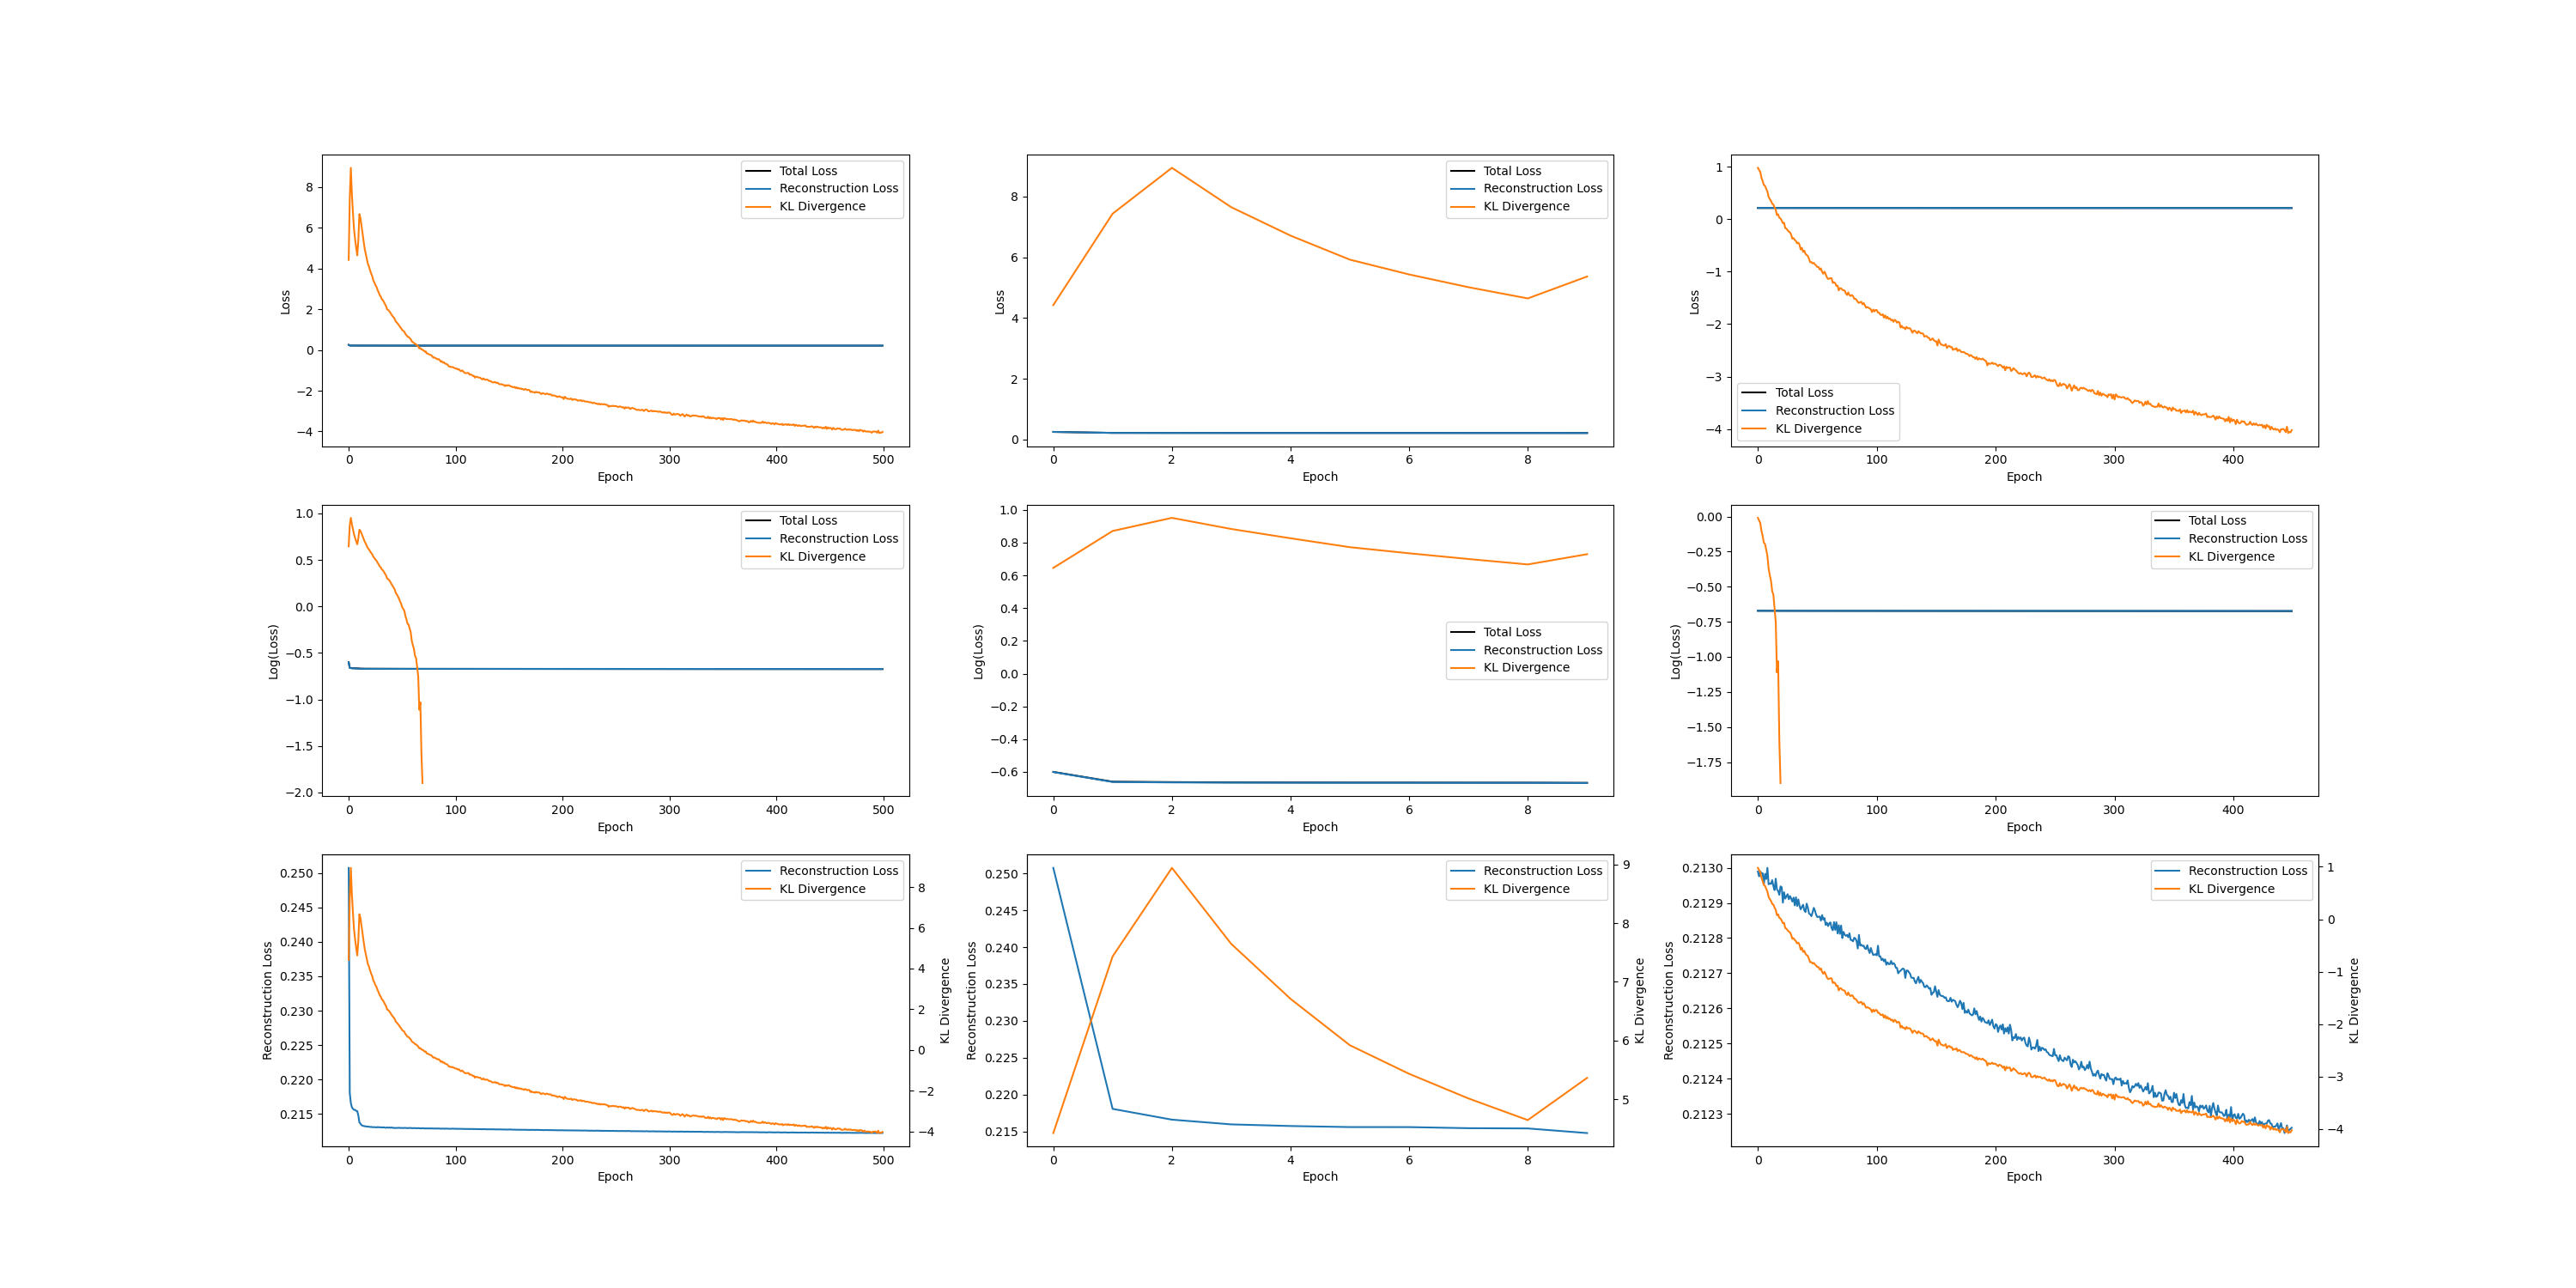 Total Loss
Reconstruction Loss
KL Divergence
8
6
4
2
0
−2
−4
Loss
0
100
200
300
400
500
Epoch
Total Loss
Reconstruction Loss
KL Divergence
8
6
4
2
0
Loss
0
2
4
6
8
Epoch
1
0
−1
−2
−3
−4
Loss
Total Loss
Reconstruction Loss
KL Divergence
0
100
200
300
400
Epoch
Total Loss
Reconstruction Loss
KL Divergence
1.0
0.5
0.0
−0.5
−1.0
−1.5
−2.0
Log(Loss)
0
100
200
300
400
500
Epoch
1.0
0.8
0.6
0.4
0.2
0.0
−0.2
−0.4
−0.6
Log(Loss)
Total Loss
Reconstruction Loss
KL Divergence
0
2
4
6
8
Epoch
Total Loss
Reconstruction Loss
KL Divergence
0.00
−0.25
−0.50
−0.75
−1.00
−1.25
−1.50
−1.75
Log(Loss)
0
100
200
300
400
Epoch
Reconstruction Loss
KL Divergence
0.250
0.245
0.240
0.235
0.230
0.225
0.220
0.215
Reconstruction Loss
8
6
4
2
0
−2
−4
KL Divergence
0
100
200
300
400
500
Epoch
Reconstruction Loss
KL Divergence
0.250
0.245
0.240
0.235
0.230
0.225
0.220
0.215
Reconstruction Loss
9
8
7
6
5
KL Divergence
0
2
4
6
8
Epoch
Reconstruction Loss
KL Divergence
0.2130
0.2129
0.2128
0.2127
0.2126
0.2125
0.2124
0.2123
Reconstruction Loss
1
0
−1
−2
−3
−4
KL Divergence
0
100
200
300
400
Epoch